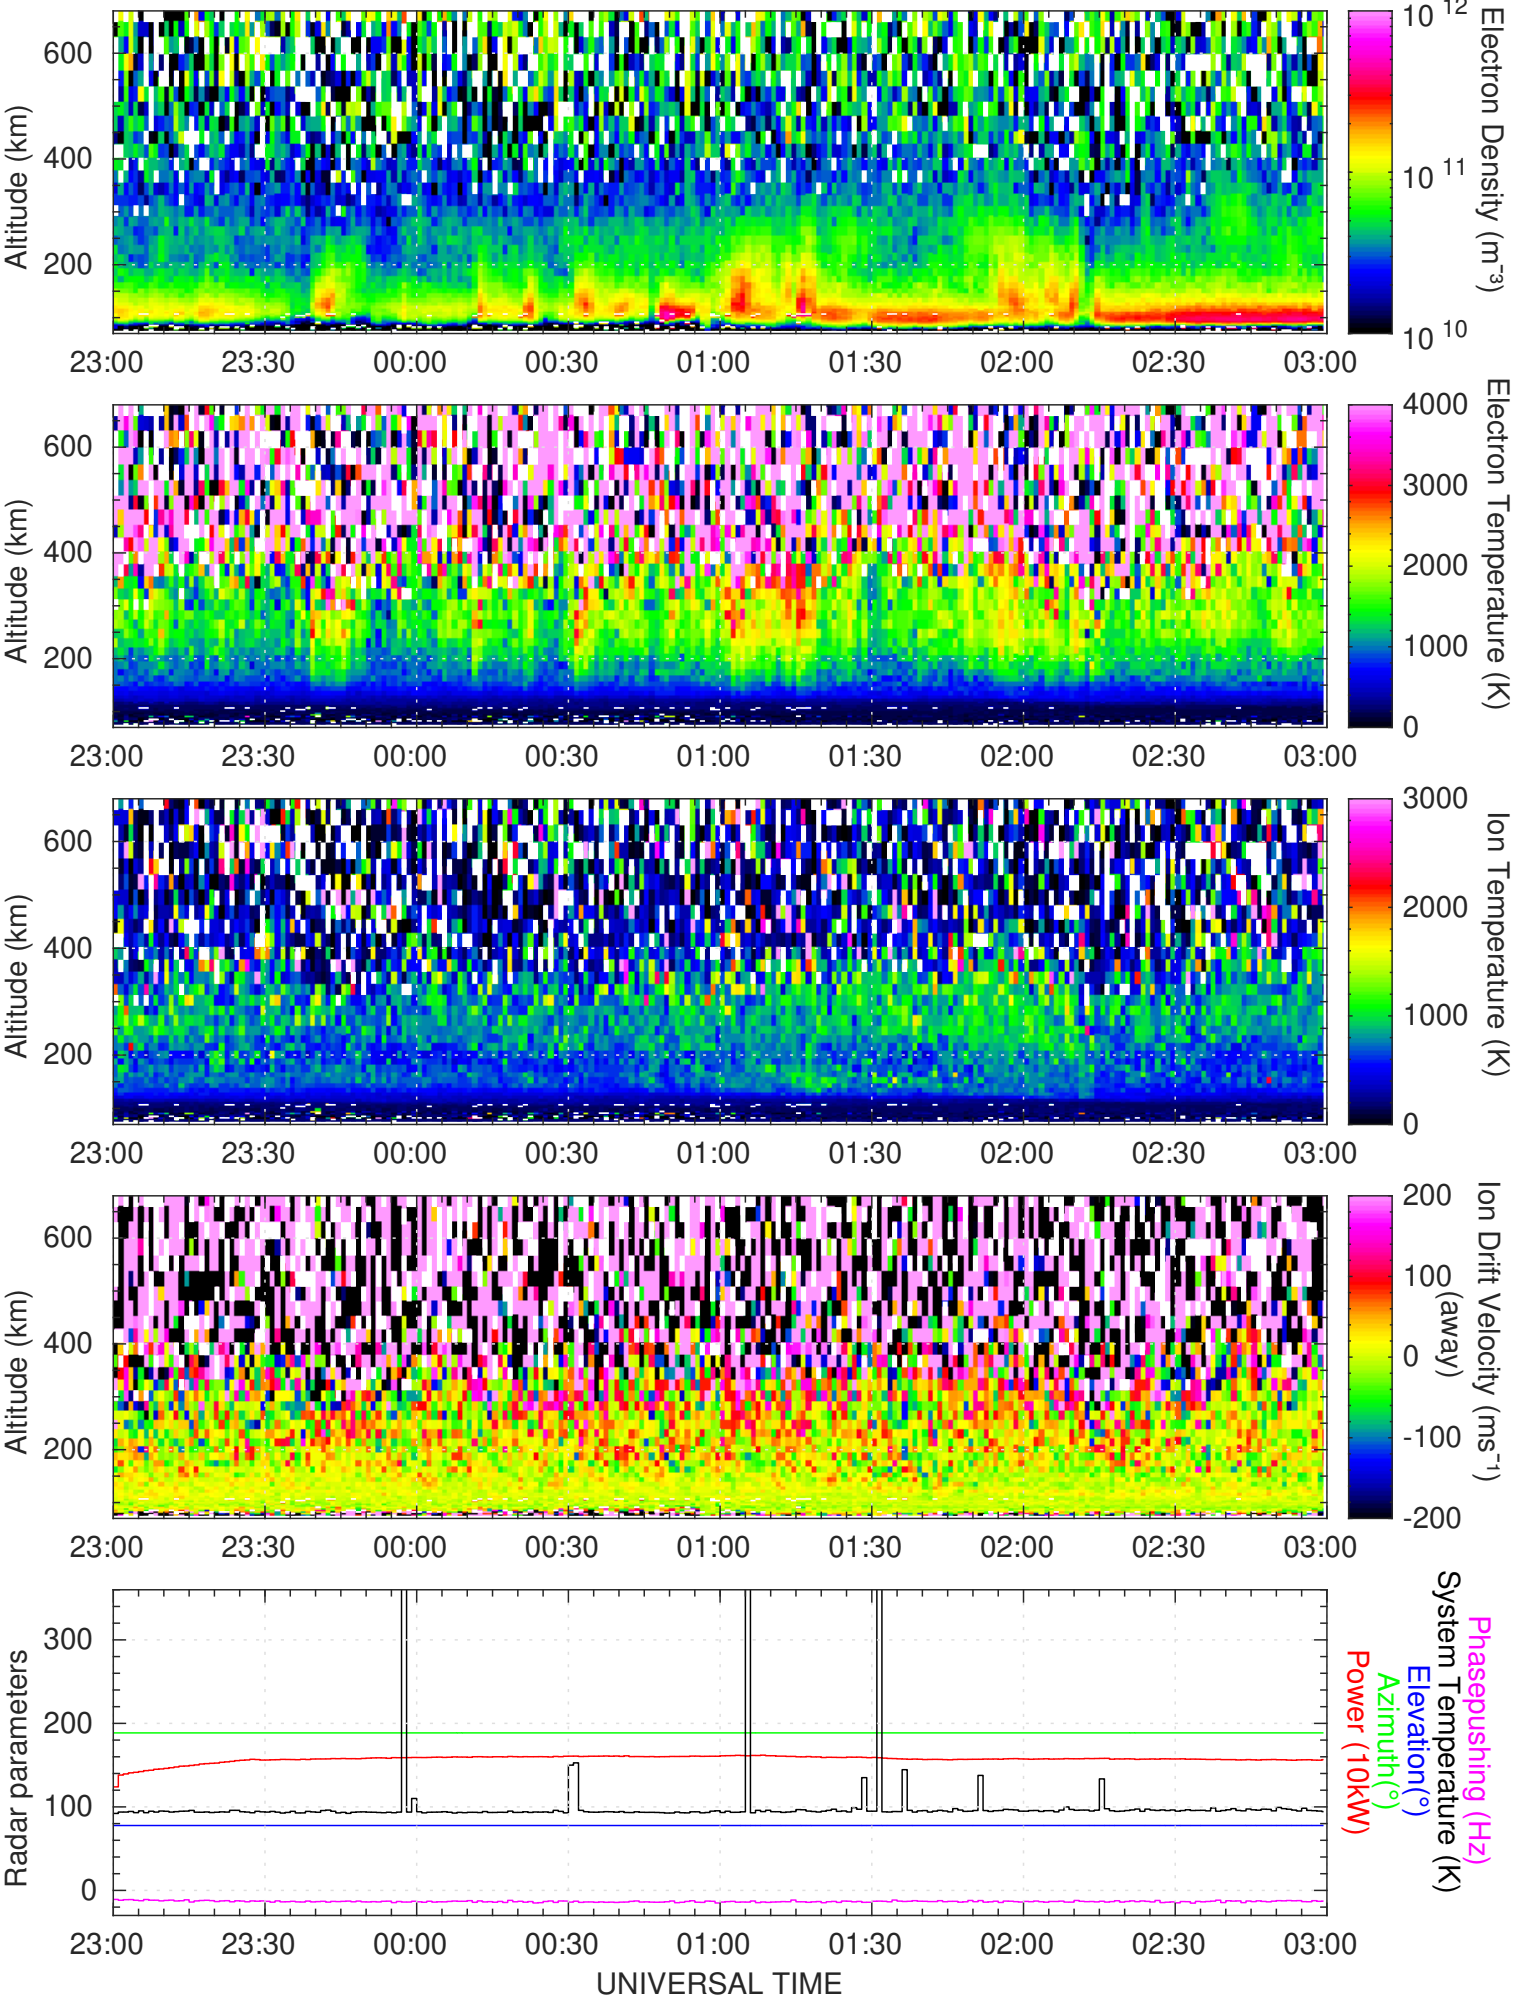 600
400
200
Altitude (km)
23:00 23:30 00:00 00:30 01:00 01:30 02:00 02:30 03:00
10 12
10 11
10 10
Electron Density (m-3)
600
400
200
Altitude (km)
23:00 23:30 00:00 00:30 01:00 01:30 02:00 02:30 03:00
4000
3000
2000
1000
0
Electron Temperature (K)
600
400
200
Altitude (km)
23:00 23:30 00:00 00:30 01:00 01:30 02:00 02:30 03:00
3000
2000
1000
0
Ion Temperature (K)
600
400
200
Altitude (km)
23:00 23:30 00:00 00:30 01:00 01:30 02:00 02:30 03:00
200
100
0
-100
-200
Ion Drift Velocity (ms-1)
(away)
300
200
100
0
Radar parameters
23:00 23:30 00:00 00:30 01:00 01:30 02:00 02:30 03:00
UNIVERSAL TIME
Phasepushing (Hz)
System Temperature (K)
Elevation(°)
Azimuth(°)
Power (10kW)